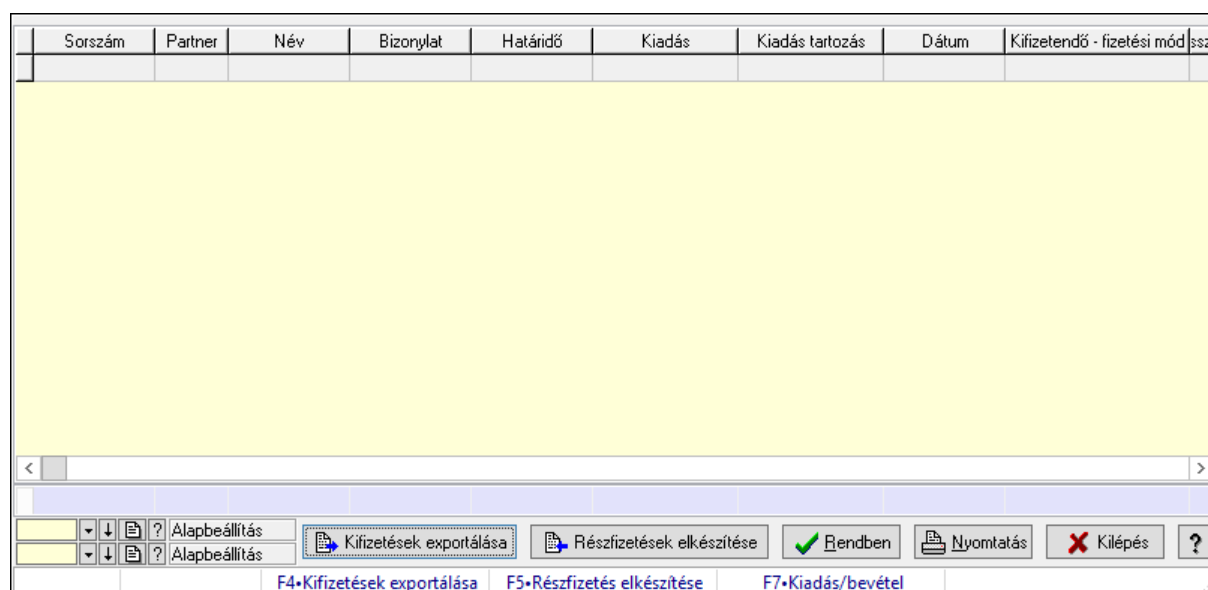 Sorszám Partner Név Bizonylat Határidő Kiadás Kiadás tartozás Dátum Kifizetendő - fizetési mód ssz
? Alapbeállítás
? Alapbeállítás
Kifizetések exportálása Részfizetések elkészítése Rendben Nyomtatás Kilépés ?
F4•Kifizetések exportálása F5•Részfizetés elkészítése F7•Kiadás/bevétel